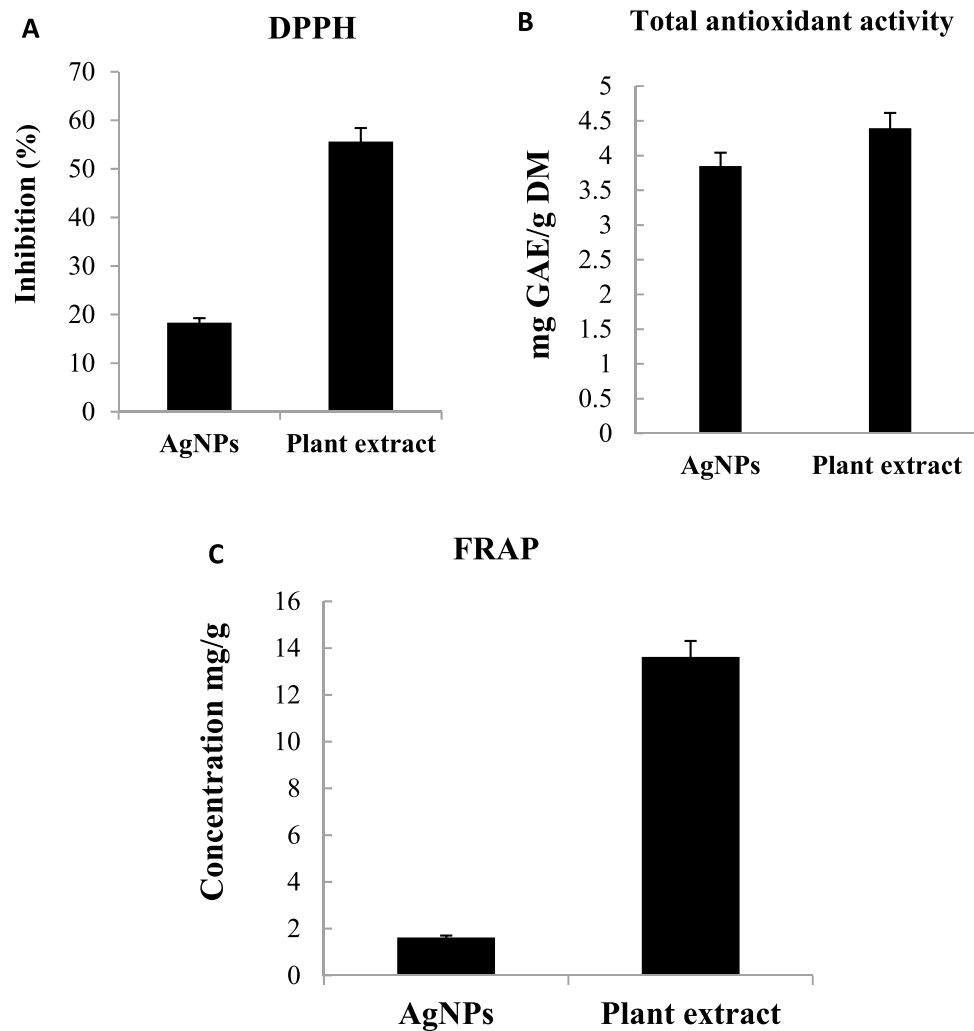 A
DPPH
Inhibition (%)
70
60
50
40
30
20
10
0
AgNPs
Plant extract
B
Total antioxidant activity
mg GAE/g DM
5
4.5
4
3.5
3
2.5
2
1.5
1
0.5
0
AgNPs
Plant extract
C
FRAP
Concentration mg/g
16
14
12
10
8
6
4
2
0
AgNPs
Plant extract